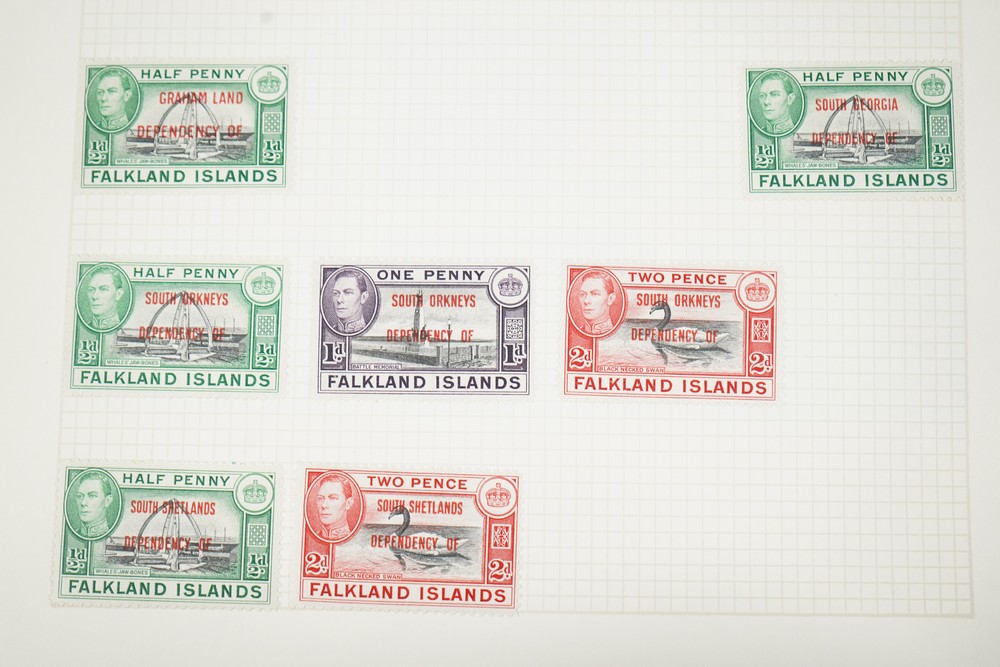 HALF PENNY
GRAHAM LAND
DEPENDENCY OF
½d ½d
WHALES' JAW-BONES
FALKLAND ISLANDS
HALF PENNY
SOUTH GEORGIA
DEPENDENCY OF
½d ½d
WHALES' JAW-BONES
FALKLAND ISLANDS
HALF PENNY
SOUTH ORKNEYS
DEPENDENCY OF
½d ½d
WHALES' JAW-BONES
FALKLAND ISLANDS
ONE PENNY
SOUTH ORKNEYS
DEPENDENCY OF
1d 1d
BATTLE MEMORIAL
FALKLAND ISLANDS
TWO PENCE
SOUTH ORKNEYS
DEPENDENCY OF
2d 2d
BLACK NECKED SWAN
FALKLAND ISLANDS
HALF PENNY
SOUTH SHETLANDS
DEPENDENCY OF
½d ½d
WHALES' JAW-BONES
FALKLAND ISLANDS
TWO PENCE
SOUTH SHETLANDS
DEPENDENCY OF
2d 2d
BLACK NECKED SWAN
FALKLAND ISLANDS